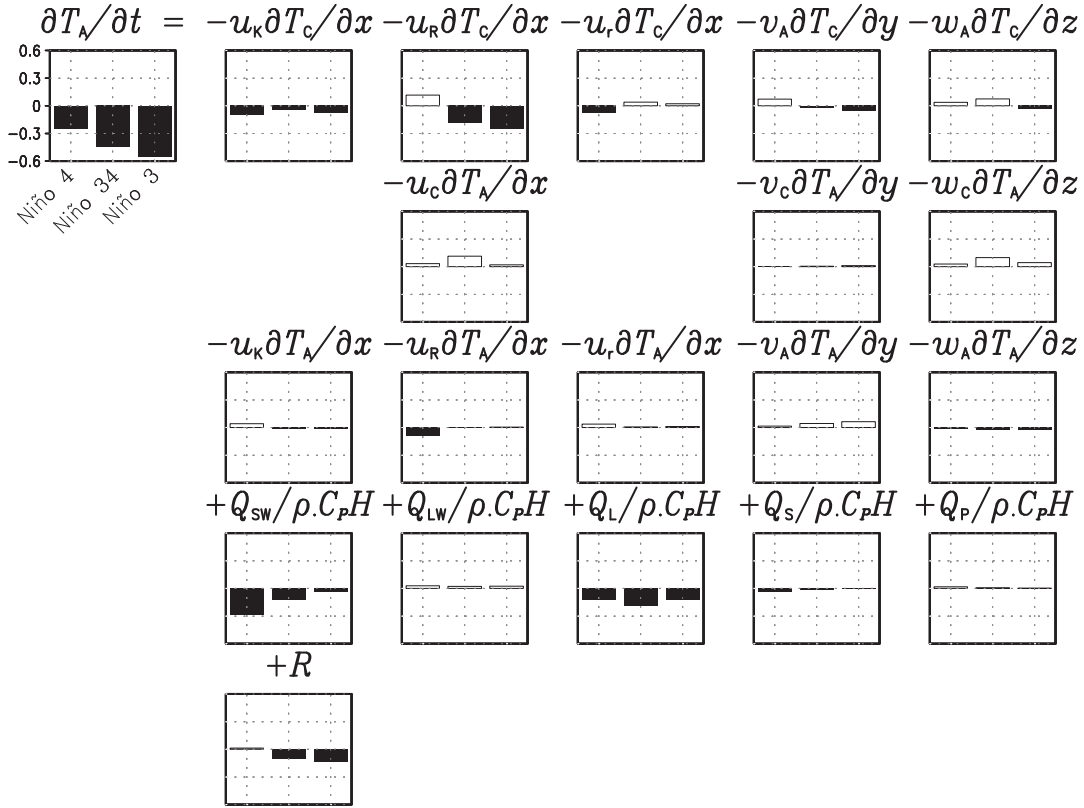 ∂T_A/∂t = −u_K∂T_C/∂x −u_R∂T_C/∂x −u_r∂T_C/∂x −v_A∂T_C/∂y −w_A∂T_C/∂z
0.6
0.3
0
−0.3
−0.6
Niño 4 Niño 34 Niño 3
−u_C∂T_A/∂x −v_C∂T_A/∂y −w_C∂T_A/∂z
−u_K∂T_A/∂x −u_R∂T_A/∂x −u_r∂T_A/∂x −v_A∂T_A/∂y −w_A∂T_A/∂z
+Q_SW/ρ.C_PH +Q_LW/ρ.C_PH +Q_L/ρ.C_PH +Q_S/ρ.C_PH +Q_P/ρ.C_PH
+R